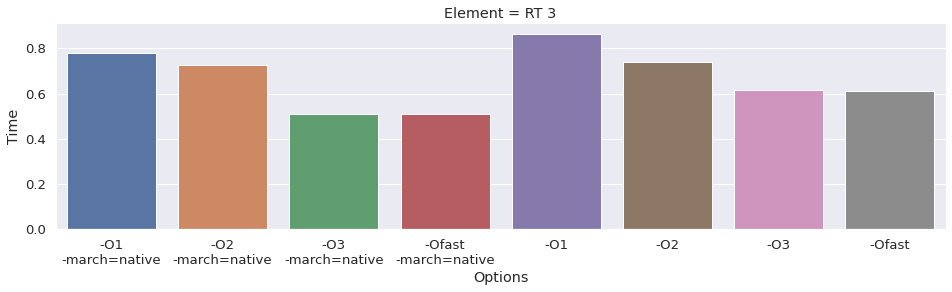 Element = RT 3
Time
0.8
0.6
0.4
0.2
0.0
-O1 -O2 -O3 -Ofast -O1 -O2 -O3 -Ofast
-march=native -march=native -march=native -march=native
Options